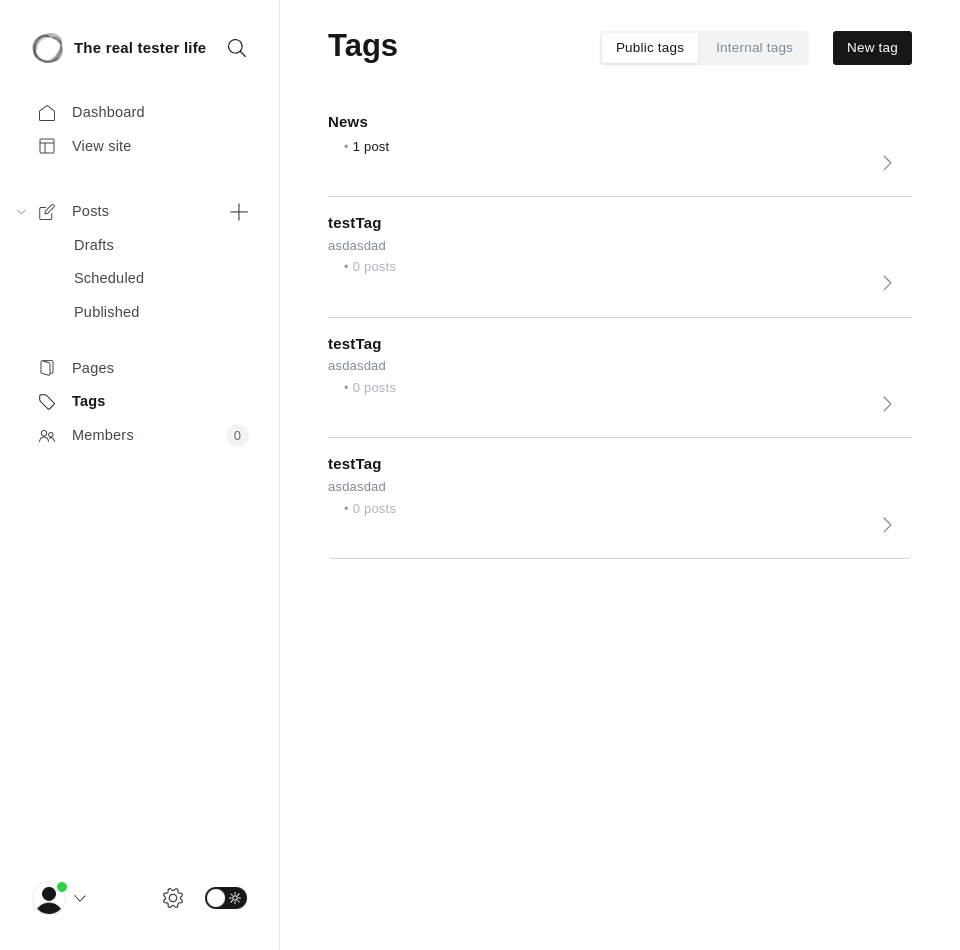 The real tester life
Dashboard
View site
Posts
Drafts
Scheduled
Published
Pages
Tags
Members 0
Tags
Public tags Internal tags New tag
News
• 1 post
testTag
asdasdad
• 0 posts
testTag
asdasdad
• 0 posts
testTag
asdasdad
• 0 posts